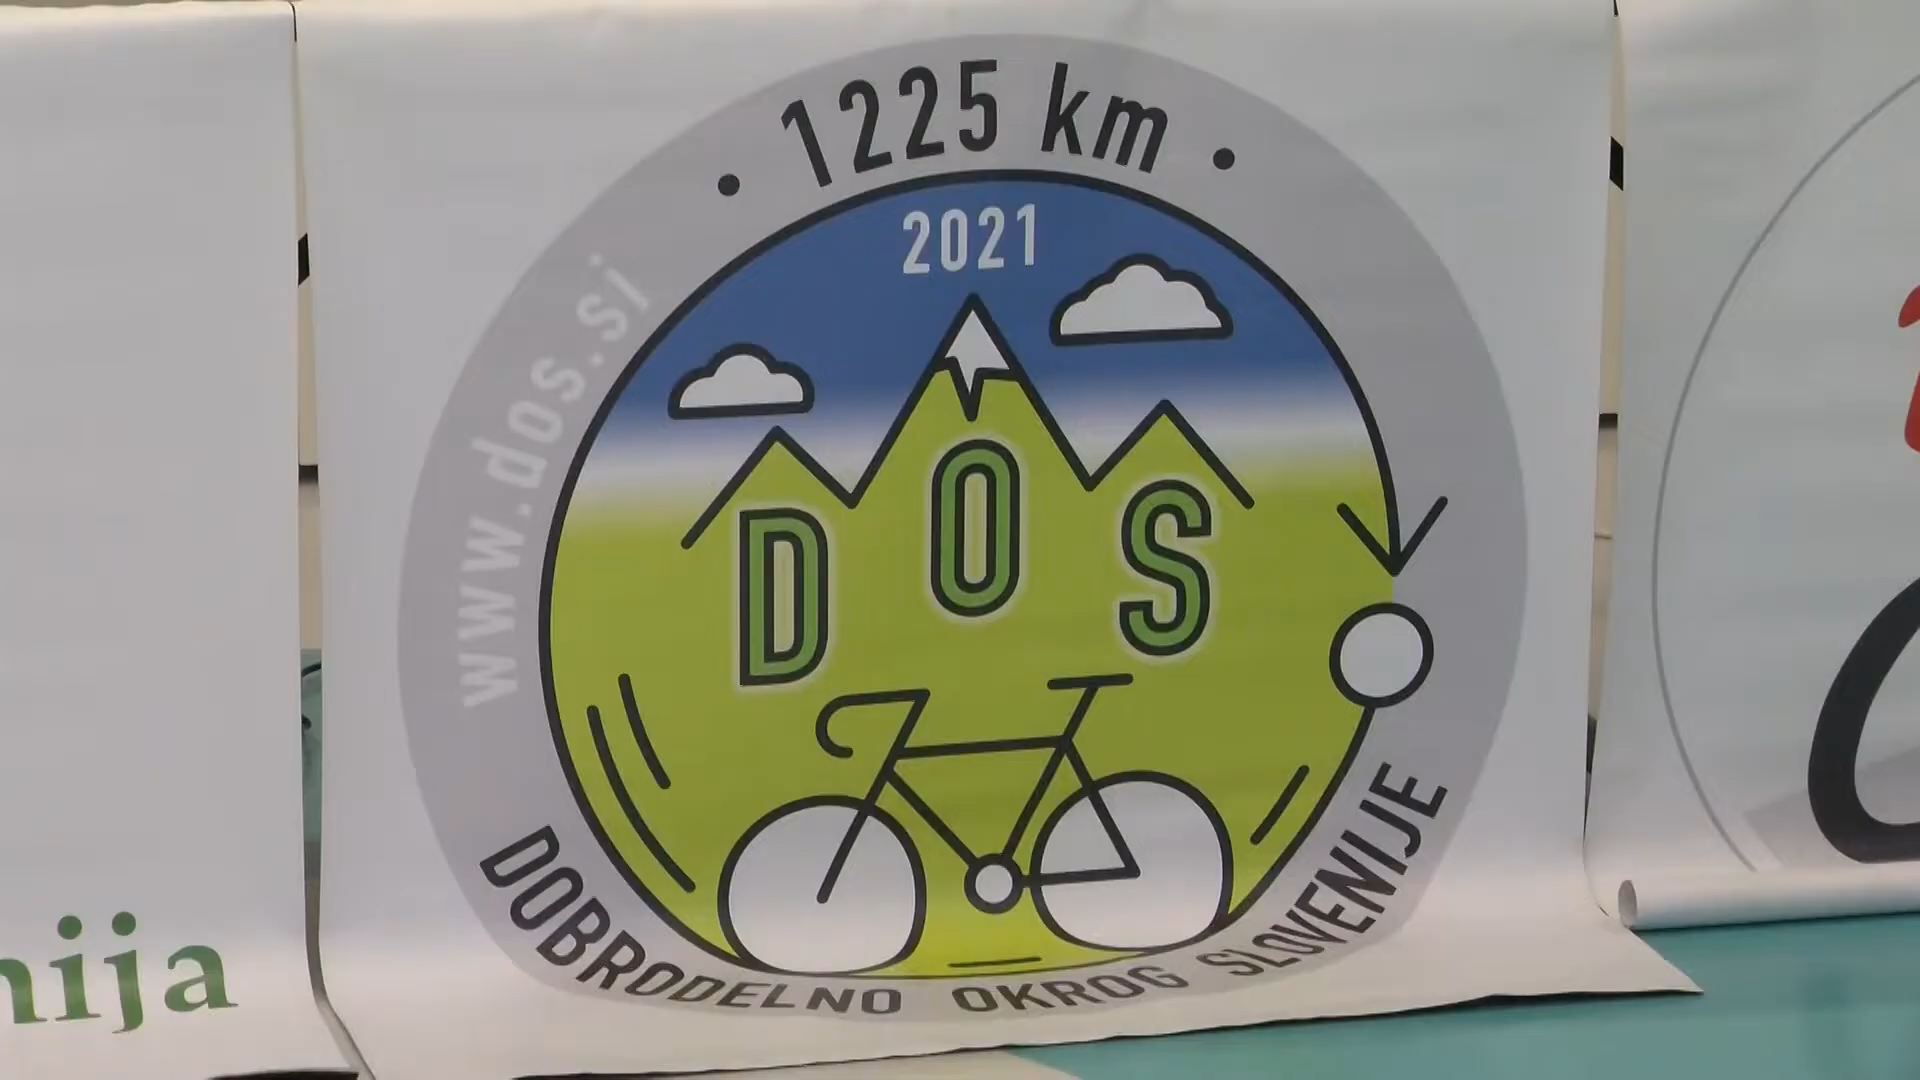 1225 km
2021
www.dos.si
DOS
DOBRODELNO OKROG SLOVENIJE
nija